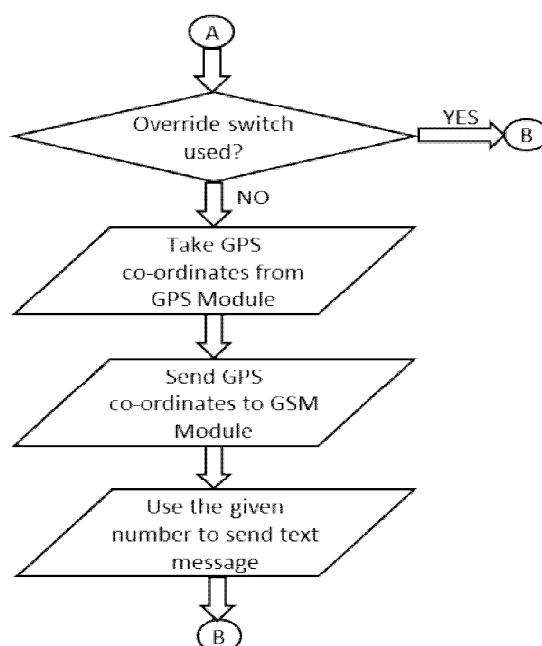 A
Override switch
used?
YES
B
NO
Take GPS
co-ordinates from
GPS Module
Send GPS
co-ordinates to GSM
Module
Use the given
number to send text
message
B